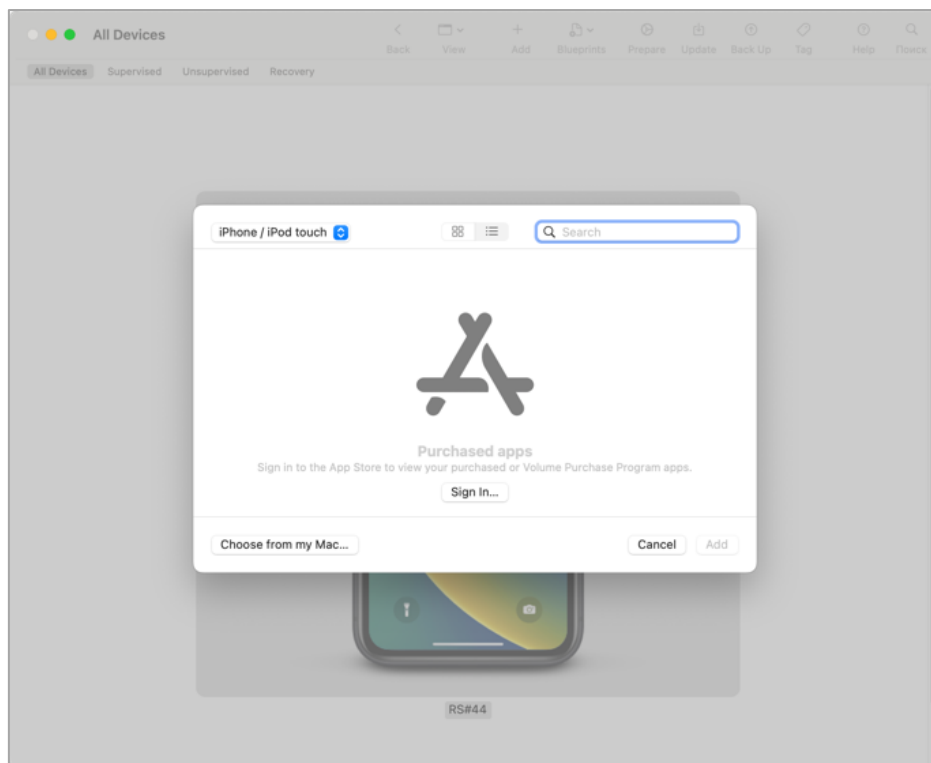 All Devices
Back View Add Blueprints Prepare Update Back Up Tag Help
All Devices Supervised Unsupervised Recovery
iPhone / iPod touch Search
Purchased apps
Sign in to the App Store to view your purchased or Volume Purchase Program apps.
Sign In...
Choose from my Mac... Cancel Add
RS#44